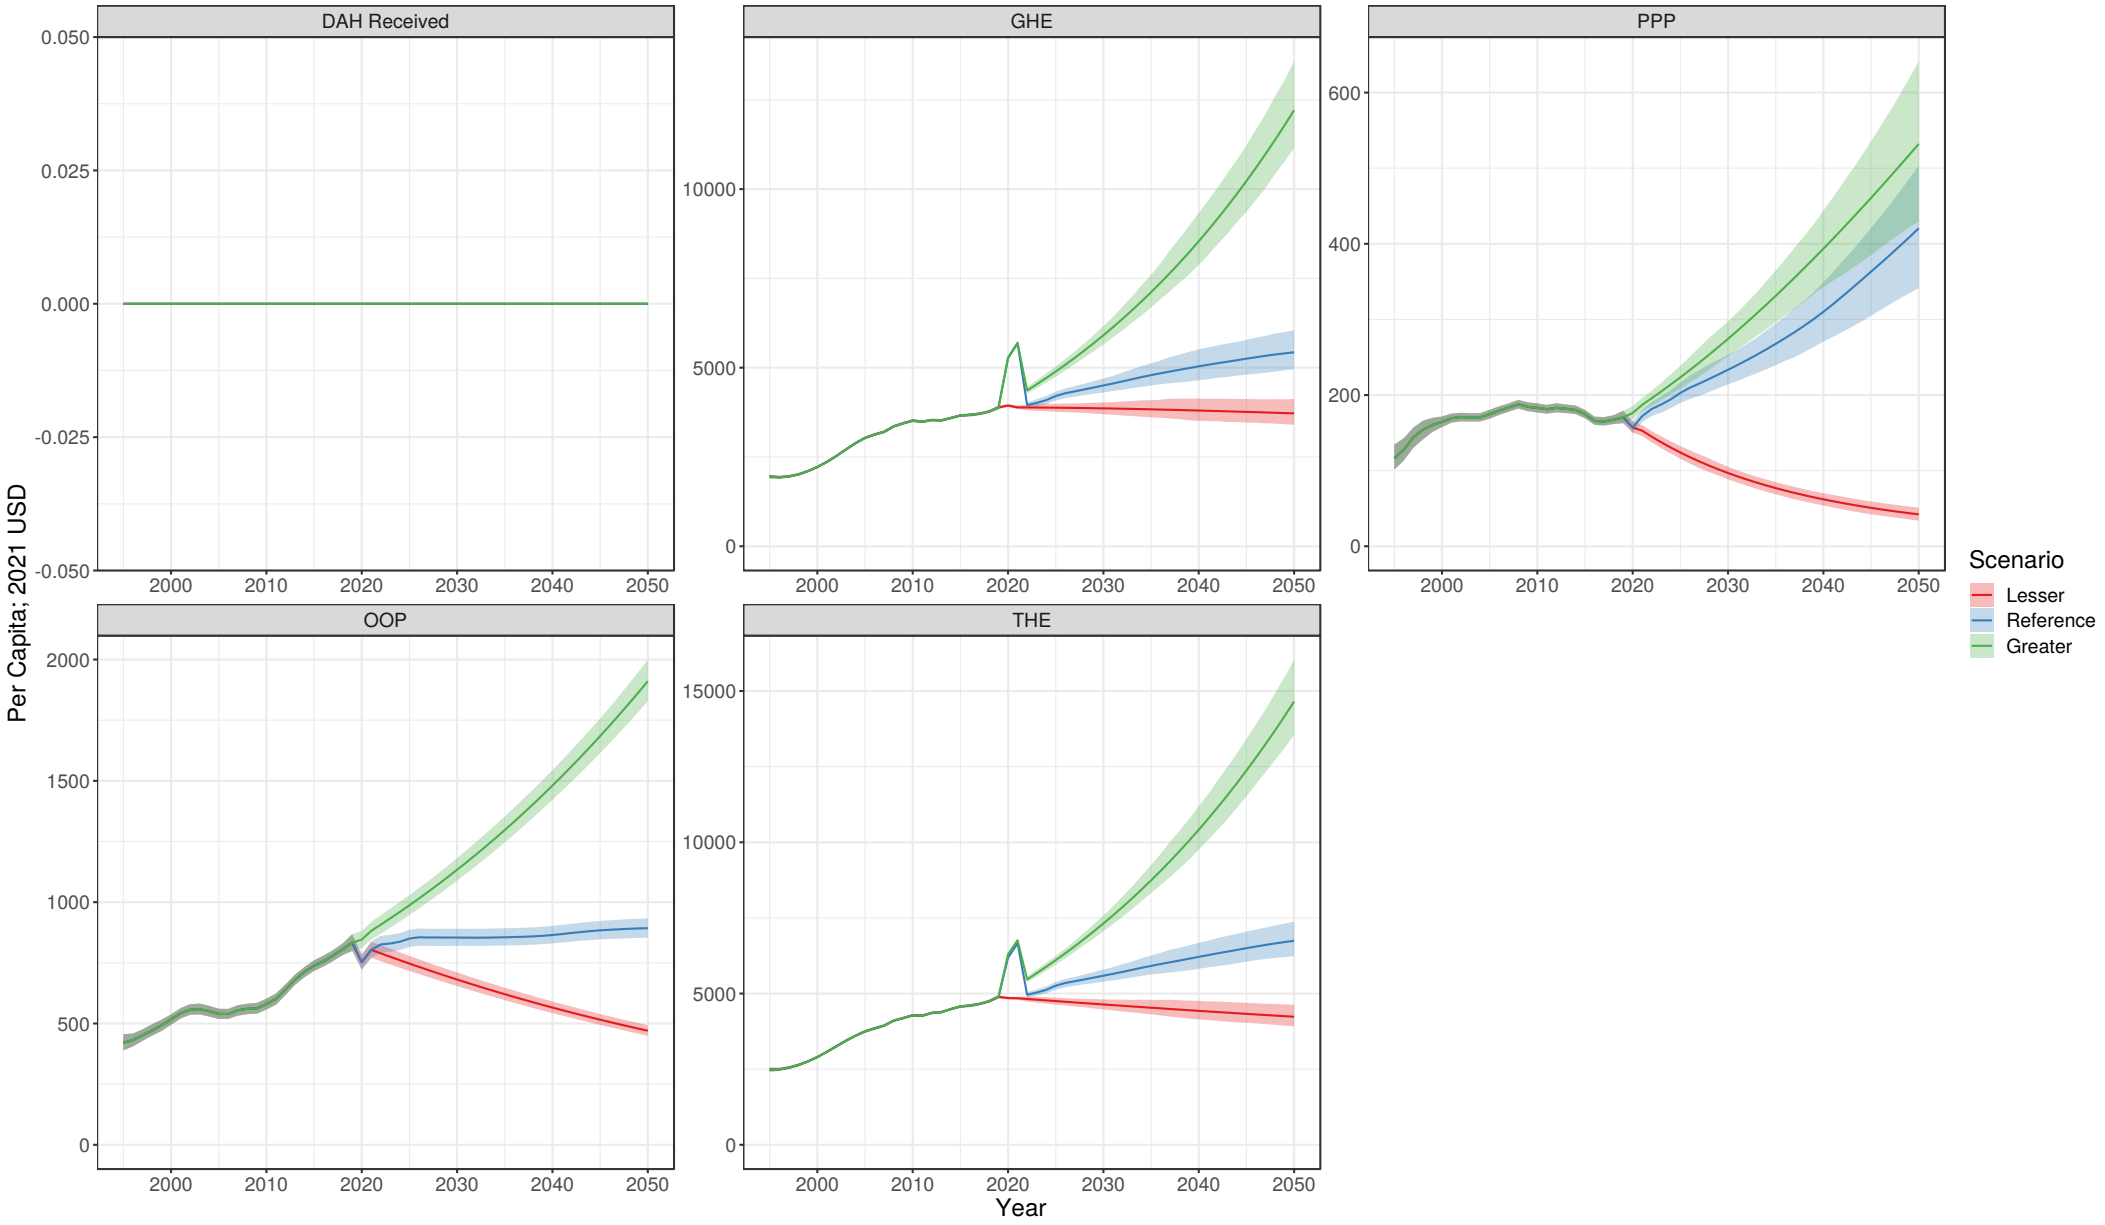 DAH Received
GHE
PPP
0.050
0.025
0.000
-0.025
-0.050
10000
5000
0
600
400
200
0
2000 2010 2020 2030 2040 2050
2000 2010 2020 2030 2040 2050
2000 2010 2020 2030 2040 2050
OOP
THE
2000
1500
1000
500
0
15000
10000
5000
0
2000 2010 2020 2030 2040 2050
2000 2010 2020 2030 2040 2050
Year
Per Capita; 2021 USD
Scenario
Lesser
Reference
Greater